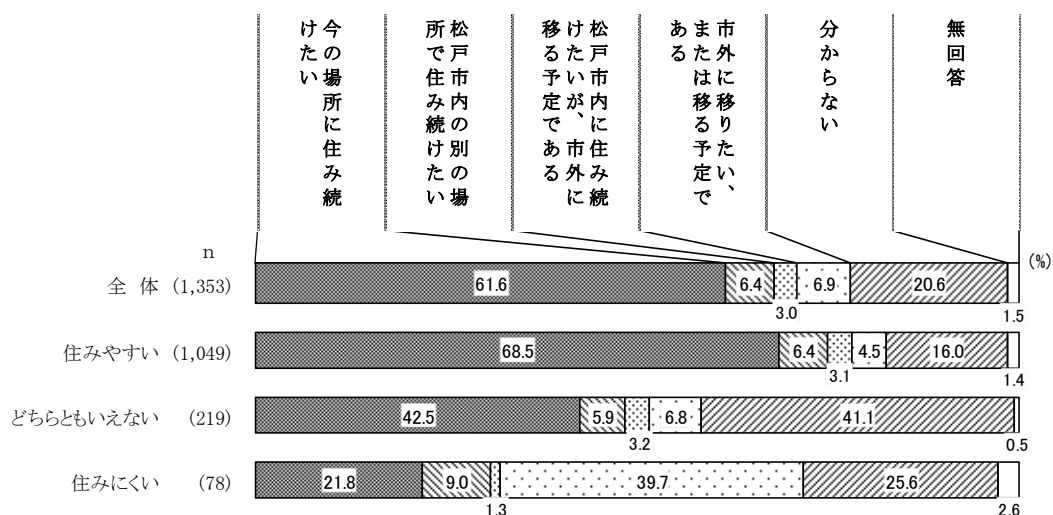 今の場所に住み続
けたい
松戸市内の別の場
所で住み続けたい
松戸市内に住み続
けたいが、市外に
移る予定である
市外に移りたい、
または移る予定で
ある
分からない
無回答
n
(%)
全 体 (1,353)
61.6 6.4 3.0 6.9 20.6 1.5
住みやすい (1,049)
68.5 6.4 3.1 4.5 16.0 1.4
どちらともいえない (219)
42.5 5.9 3.2 6.8 41.1 0.5
住みにくい (78)
21.8 9.0 1.3 39.7 25.6 2.6